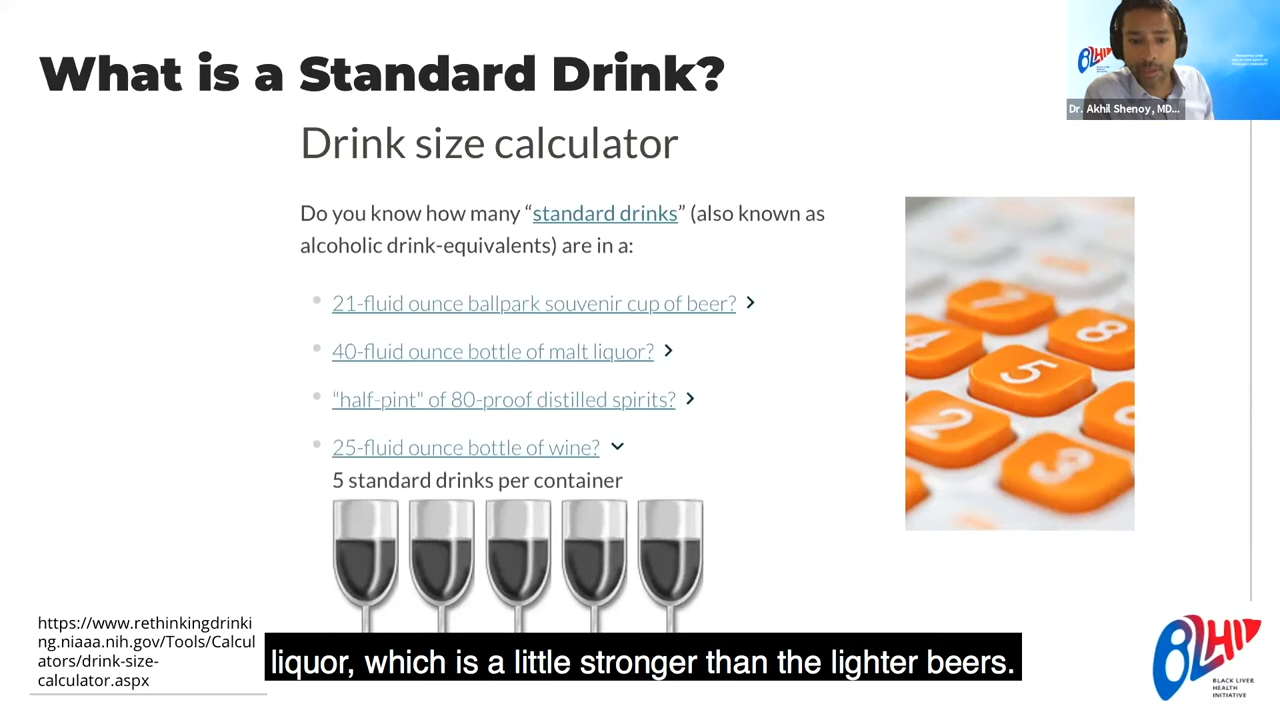 What is a Standard Drink?
Dr. Akhil Shenoy, MD...
Drink size calculator
Do you know how many “standard drinks” (also known as
alcoholic drink-equivalents) are in a:
21-fluid ounce ballpark souvenir cup of beer?
40-fluid ounce bottle of malt liquor?
"half-pint" of 80-proof distilled spirits?
25-fluid ounce bottle of wine?
5 standard drinks per container
8
5
2
3
https://www.rethinkingdrinki
ng.niaaa.nih.gov/Tools/Calcul
ators/drink-size-
calculator.aspx
liquor, which is a little stronger than the lighter beers.
BLHI
BLACK LIVER
HEALTH
INITIATIVE